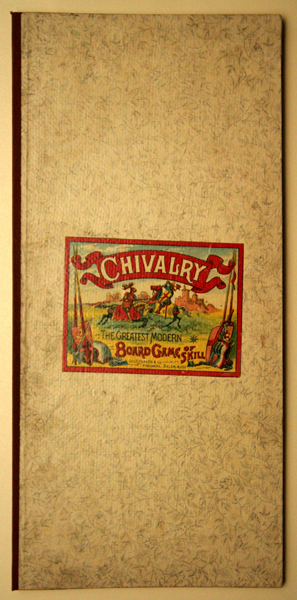 CHIVALRY
THE GREATEST MODERN
BOARD GAME OF SKILL